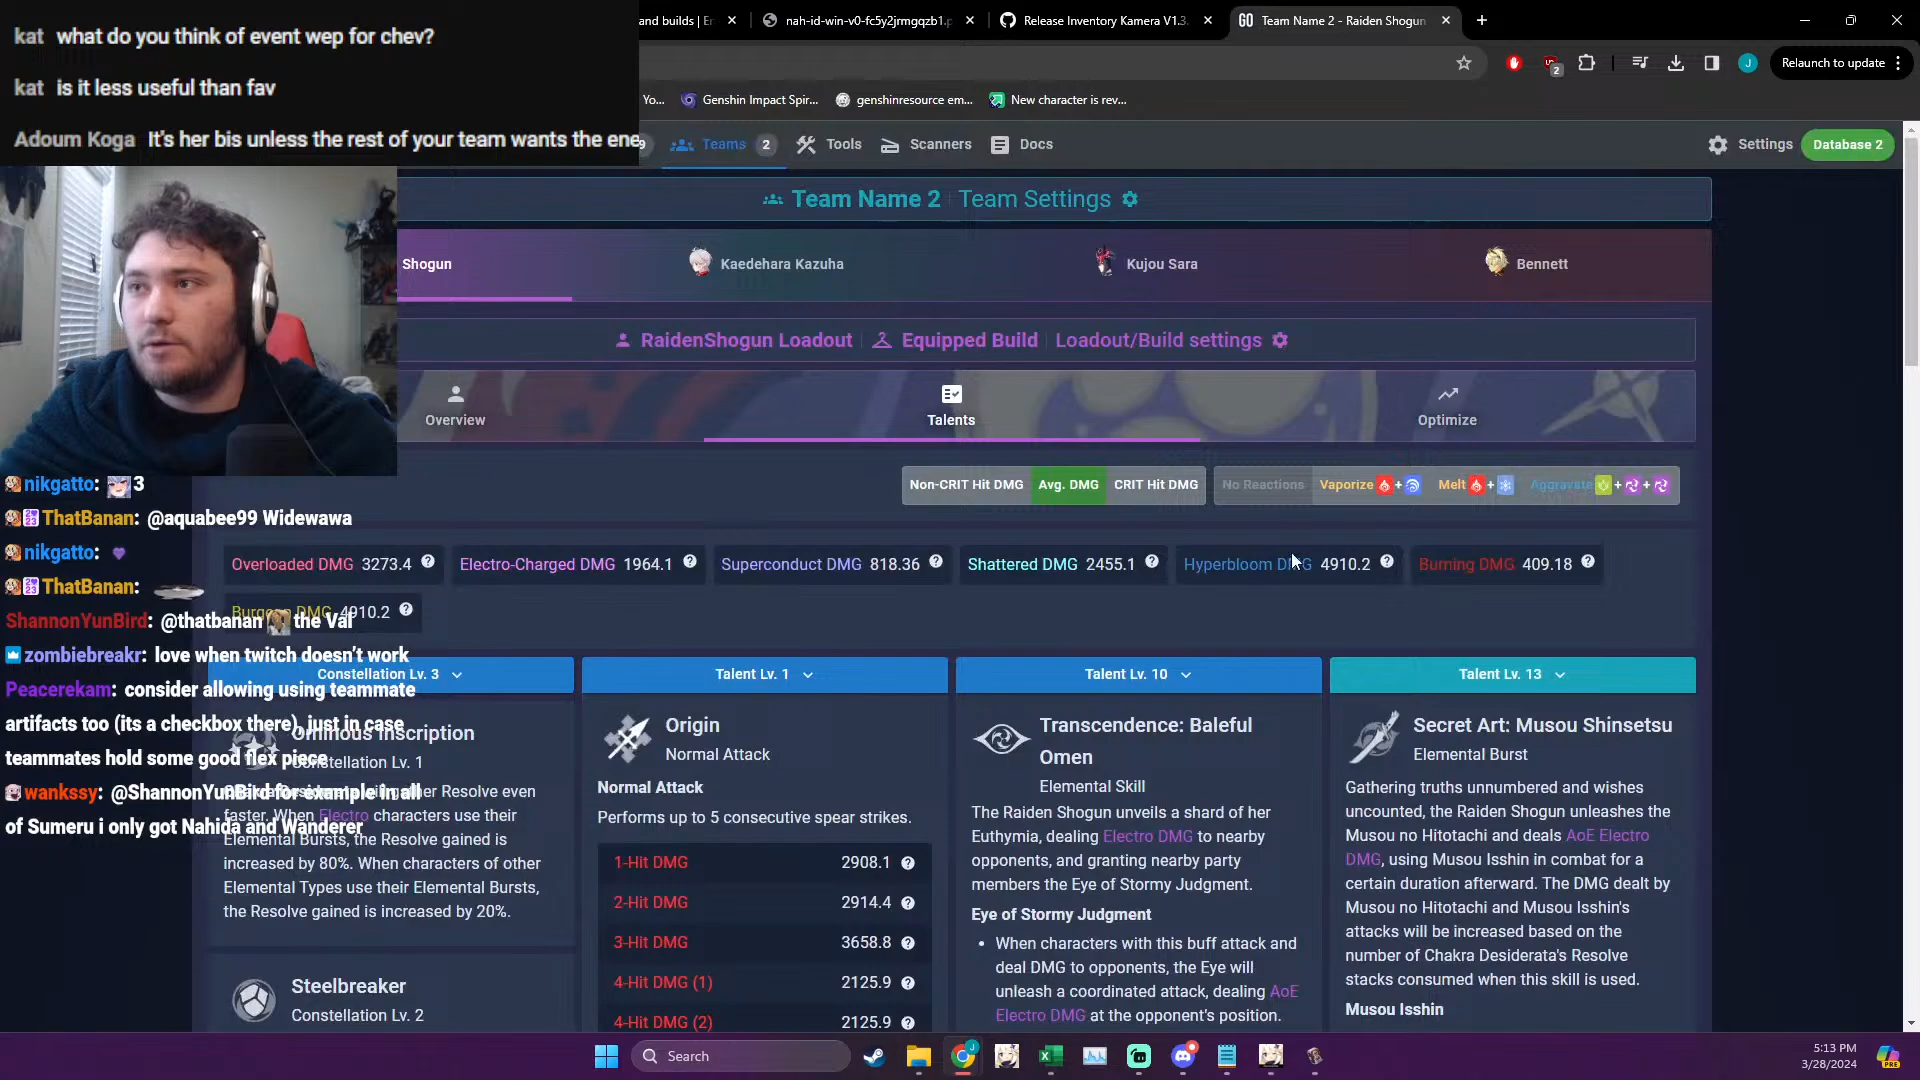 kat what do you think of event wep for chev?
kat is it less useful than fav
Adoum Koga It's her bis unless the rest of your team wants the ene
and builds | Er
nah-id-win-v0-fc5y2jrmgqzb1.p
Release Inventory Kamera V1.3.
GO Team Name 2 - Raiden Shogun
2
J
Relaunch to update
Yo...
Genshin Impact Spir...
genshinresource em...
New character is rev...
Teams 2
Tools
Scanners
Docs
Settings
Database 2
Team Name 2 | Team Settings
Shogun
Kaedehara Kazuha
Kujou Sara
Bennett
RaidenShogun Loadout
Equipped Build
Loadout/Build settings
Overview
Talents
Optimize
Non-CRIT Hit DMG
Avg. DMG
CRIT Hit DMG
No Reactions
Vaporize +
Melt +
Aggravate + +
Overloaded DMG 3273.4
Electro-Charged DMG 1964.1
Superconduct DMG 818.36
Shattered DMG 2455.1
Hyperbloom DMG 4910.2
Burning DMG 409.18
Burgeon DMG 4910.2
nikgatto: 3
ThatBanan: @aquabee99 Widewawa
nikgatto:
ThatBanan:
ShannonYunBird: @thatbanan the Val
zombiebreakr: love when twitch doesn't work
Peacerekam: consider allowing using teammate
artifacts too (its a checkbox there), just in case
teammates hold some good flex piece
wankssy: @ShannonYunBird for example in all
of Sumeru i only got Nahida and Wanderer
Constellation Lv. 3
Ominous Inscription
Constellation Lv. 1
Resolve even
faster. When Electro characters use their
Elemental Bursts, the Resolve gained is
increased by 80%. When characters of other
Elemental Types use their Elemental Bursts,
the Resolve gained is increased by 20%.
Steelbreaker
Constellation Lv. 2
Talent Lv. 1
Origin
Normal Attack
Normal Attack
Performs up to 5 consecutive spear strikes.
1-Hit DMG 2908.1
2-Hit DMG 2914.4
3-Hit DMG 3658.8
4-Hit DMG (1) 2125.9
4-Hit DMG (2) 2125.9
Talent Lv. 10
Transcendence: Baleful
Omen
Elemental Skill
The Raiden Shogun unveils a shard of her
Euthymia, dealing Electro DMG to nearby
opponents, and granting nearby party
members the Eye of Stormy Judgment.
Eye of Stormy Judgment
• When characters with this buff attack and
deal DMG to opponents, the Eye will
unleash a coordinated attack, dealing AoE
Electro DMG at the opponent's position.
Talent Lv. 13
Secret Art: Musou Shinsetsu
Elemental Burst
Gathering truths unnumbered and wishes
uncounted, the Raiden Shogun unleashes the
Musou no Hitotachi and deals AoE Electro
DMG, using Musou Isshin in combat for a
certain duration afterward. The DMG dealt by
Musou no Hitotachi and Musou Isshin's
attacks will be increased based on the
number of Chakra Desiderata's Resolve
stacks consumed when this skill is used.
Musou Isshin
Search
5:13 PM
3/28/2024
PRE